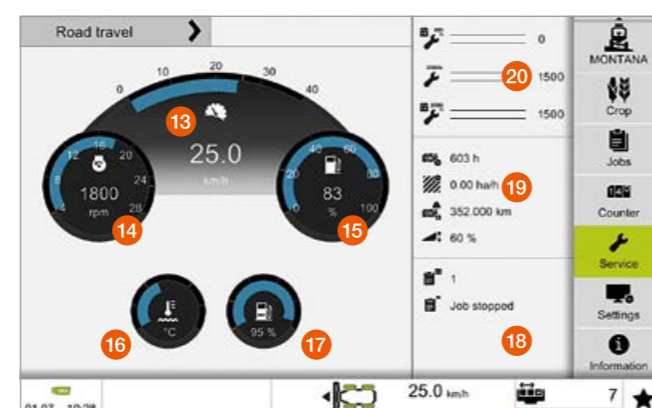 Road travel
0
10
20
30
40
13
25.0
km/h
4
8
12
16
20
24
28
1800
rpm
14
0
20
40
60
80
100
83
%
15
°C
16
95 %
17
0
1500
20
1500
603 h
0.00 ha/h
19
352.000 km
60 %
1
Job stopped
18
MONTANA
Crop
Jobs
Counter
Service
Settings
Information
25.0 km/h
7